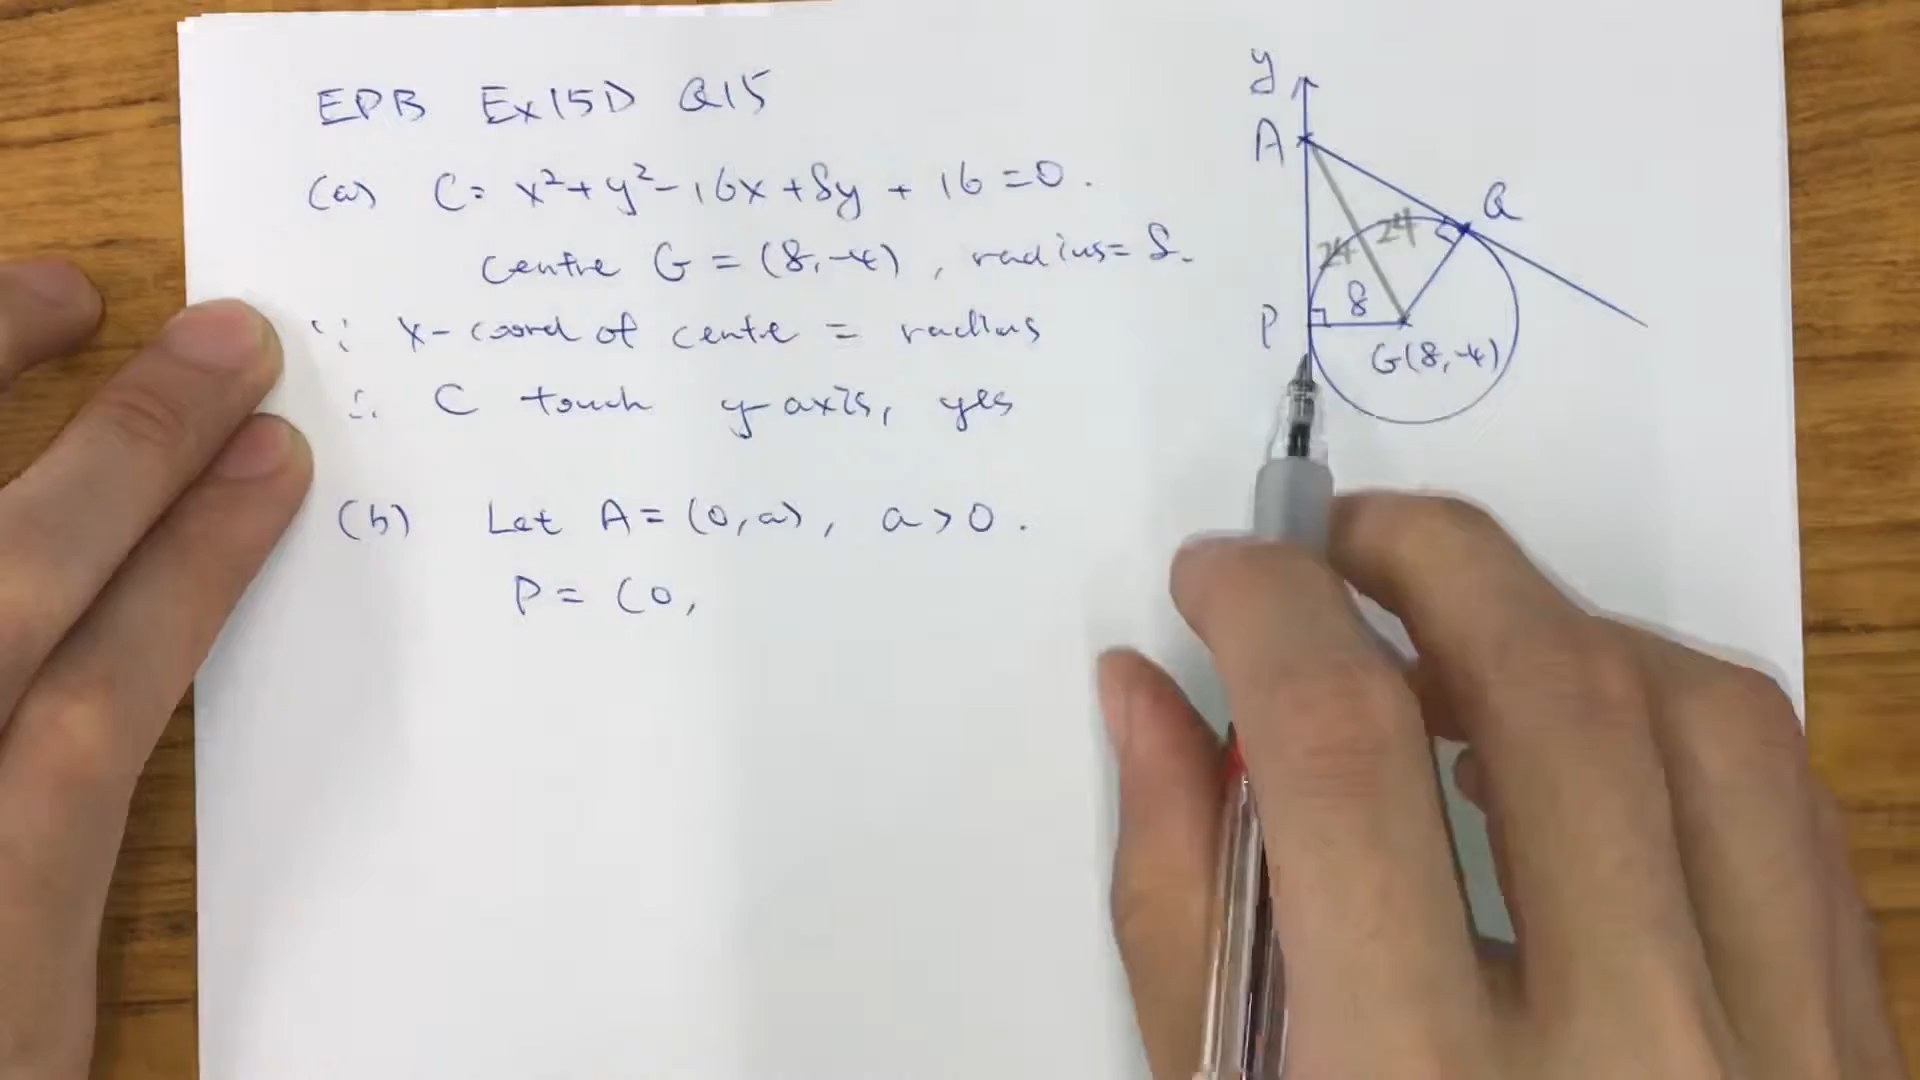 EPB Ex15D Q15
(a) C: x²+y²-16x+8y+16=0.
centre G=(8,-4), radius=8.
∵ x-coord of cente = radius
∴ C touch y-axis, yes
(b) Let A=(0,a), a>0.
P=(0,
y
A
Q
24 24
8
P
G(8,-4)